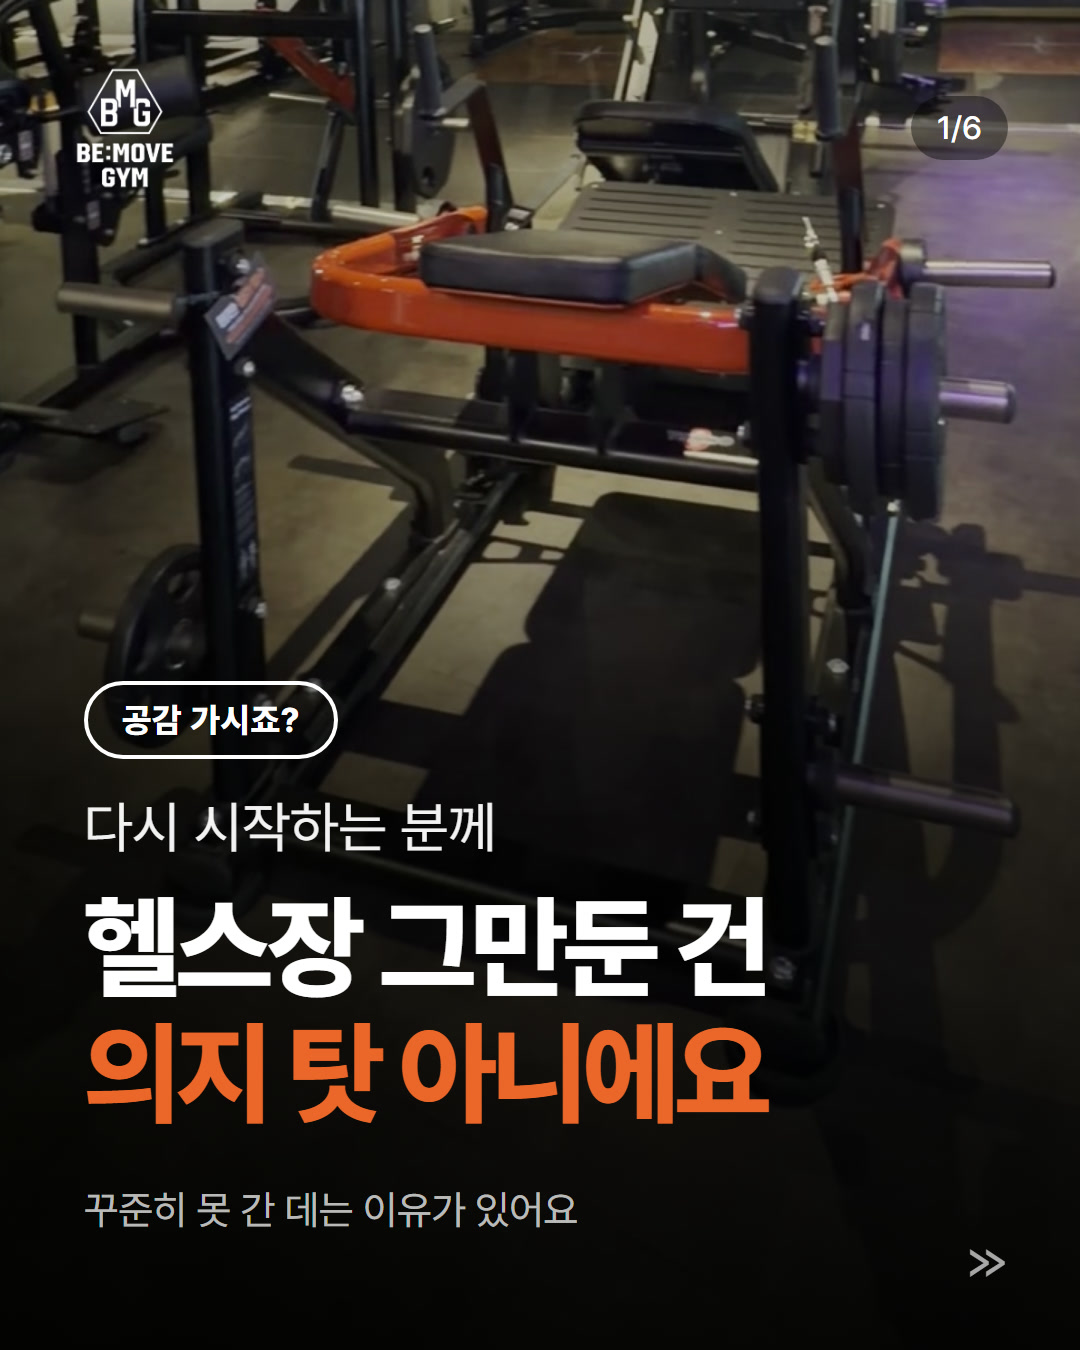 BMG
BE:MOVE
GYM
1/6
공감 가시죠?
다시 시작하는 분께
헬스장 그만둔 건
의지 탓 아니에요
꾸준히 못 간 데는 이유가 있어요